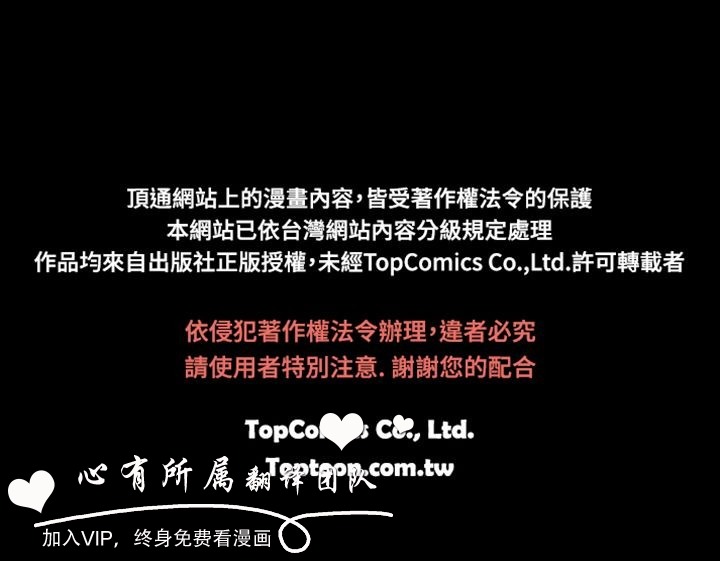 頂通網站上的漫畫內容,皆受著作權法令的保護
本網站已依台灣網站內容分級規定處理
作品均來自出版社正版授權,未經TopComics Co.,Ltd.許可轉載者
依侵犯著作權法令辦理,違者必究
請使用者特別注意. 謝謝您的配合
TopComics Co., Ltd.
Toptoon.com.tw
心有所属翻译团队
加入VIP，终身免费看漫画